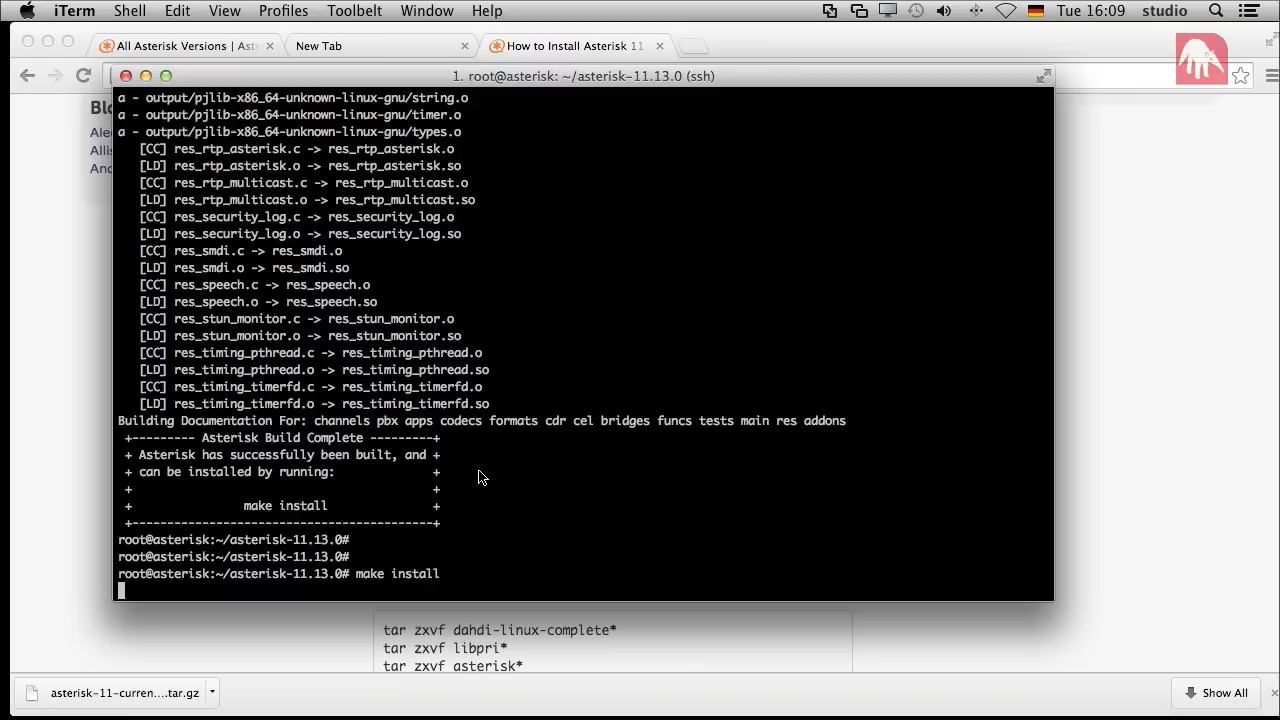 iTerm Shell Edit View Profiles Toolbelt Window Help Tue 16:09 studio
All Asterisk Versions | Aste
New Tab
How to Install Asterisk 11
1. root@asterisk: ~/asterisk-11.13.0 (ssh)
Blo
Alec
Allis
And
a - output/pjlib-x86_64-unknown-linux-gnu/string.o
a - output/pjlib-x86_64-unknown-linux-gnu/timer.o
a - output/pjlib-x86_64-unknown-linux-gnu/types.o
[CC] res_rtp_asterisk.c -> res_rtp_asterisk.o
[LD] res_rtp_asterisk.o -> res_rtp_asterisk.so
[CC] res_rtp_multicast.c -> res_rtp_multicast.o
[LD] res_rtp_multicast.o -> res_rtp_multicast.so
[CC] res_security_log.c -> res_security_log.o
[LD] res_security_log.o -> res_security_log.so
[CC] res_smdi.c -> res_smdi.o
[LD] res_smdi.o -> res_smdi.so
[CC] res_speech.c -> res_speech.o
[LD] res_speech.o -> res_speech.so
[CC] res_stun_monitor.c -> res_stun_monitor.o
[LD] res_stun_monitor.o -> res_stun_monitor.so
[CC] res_timing_pthread.c -> res_timing_pthread.o
[LD] res_timing_pthread.o -> res_timing_pthread.so
[CC] res_timing_timerfd.c -> res_timing_timerfd.o
[LD] res_timing_timerfd.o -> res_timing_timerfd.so
Building Documentation For: channels pbx apps codecs formats cdr cel bridges funcs tests main res addons
+--------- Asterisk Build Complete ---------+
+ Asterisk has successfully been built, and +
+ can be installed by running: +
+ +
+ make install +
+-------------------------------------------+
root@asterisk:~/asterisk-11.13.0#
root@asterisk:~/asterisk-11.13.0#
root@asterisk:~/asterisk-11.13.0# make install
tar zxvf dahdi-linux-complete*
tar zxvf libpri*
tar zxvf asterisk*
asterisk-11-curren....tar.gz
Show All